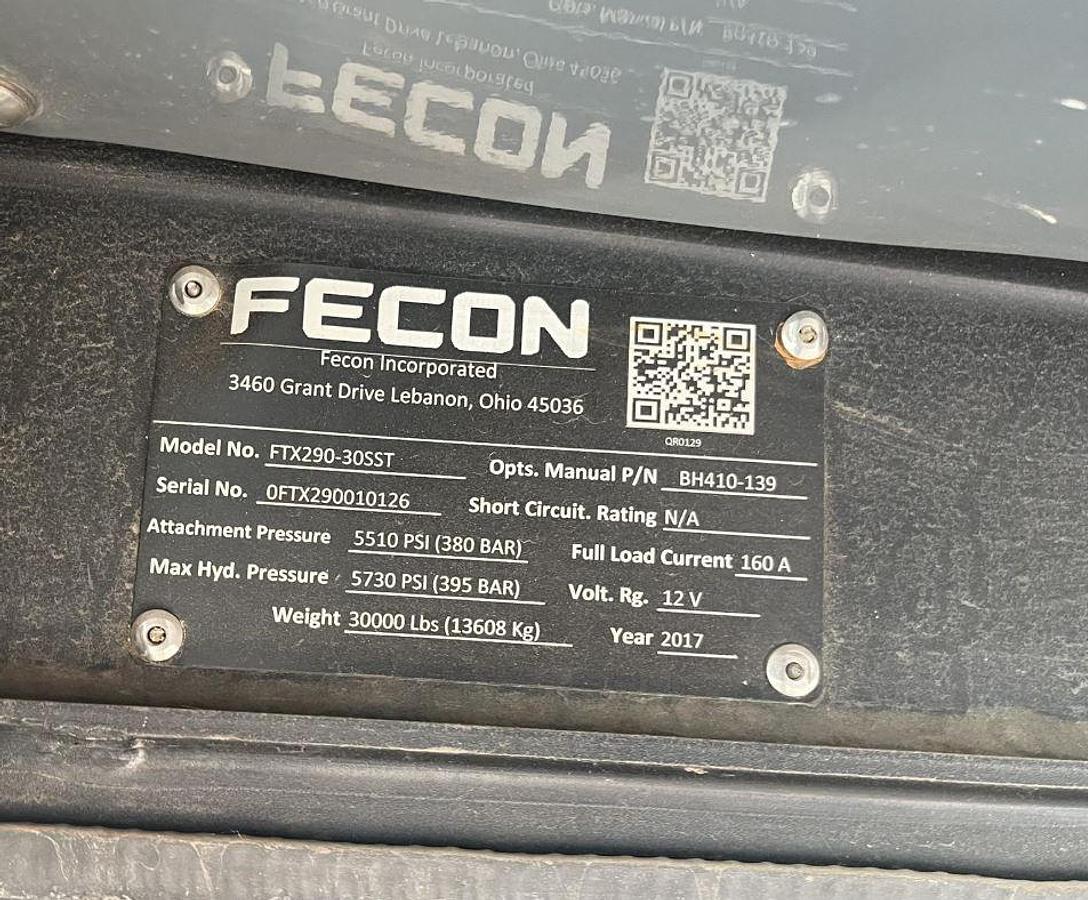 FECON
Fecon Incorporated
3460 Grant Drive Lebanon, Ohio 45036
QR0129
Model No. FTX290-30SST
Opts. Manual P/N BH410-139
Serial No. 0FTX290010126
Short Circuit. Rating N/A
Attachment Pressure 5510 PSI (380 BAR)
Full Load Current 160 A
Max Hyd. Pressure 5730 PSI (395 BAR)
Volt. Rg. 12 V
Weight 30000 Lbs (13608 Kg)
Year 2017